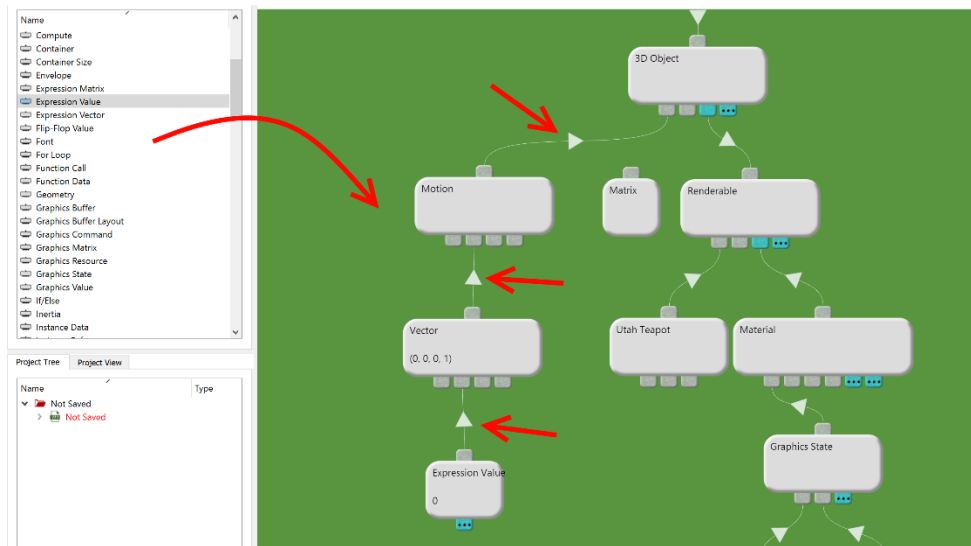 Name
Compute
Container
Container Size
Envelope
Expression Matrix
Expression Value
Expression Vector
Flip-Flop Value
Font
For Loop
Function Call
Function Data
Geometry
Graphics Buffer
Graphics Buffer Layout
Graphics Command
Graphics Matrix
Graphics Resource
Graphics State
Graphics Value
If/Else
Inertia
Instance Data
Project Tree Project View
Name Type
Not Saved
Not Saved
3D Object
Motion
Matrix
Renderable
Vector
(0, 0, 0, 1)
Utah Teapot
Material
Expression Value
0
Graphics State